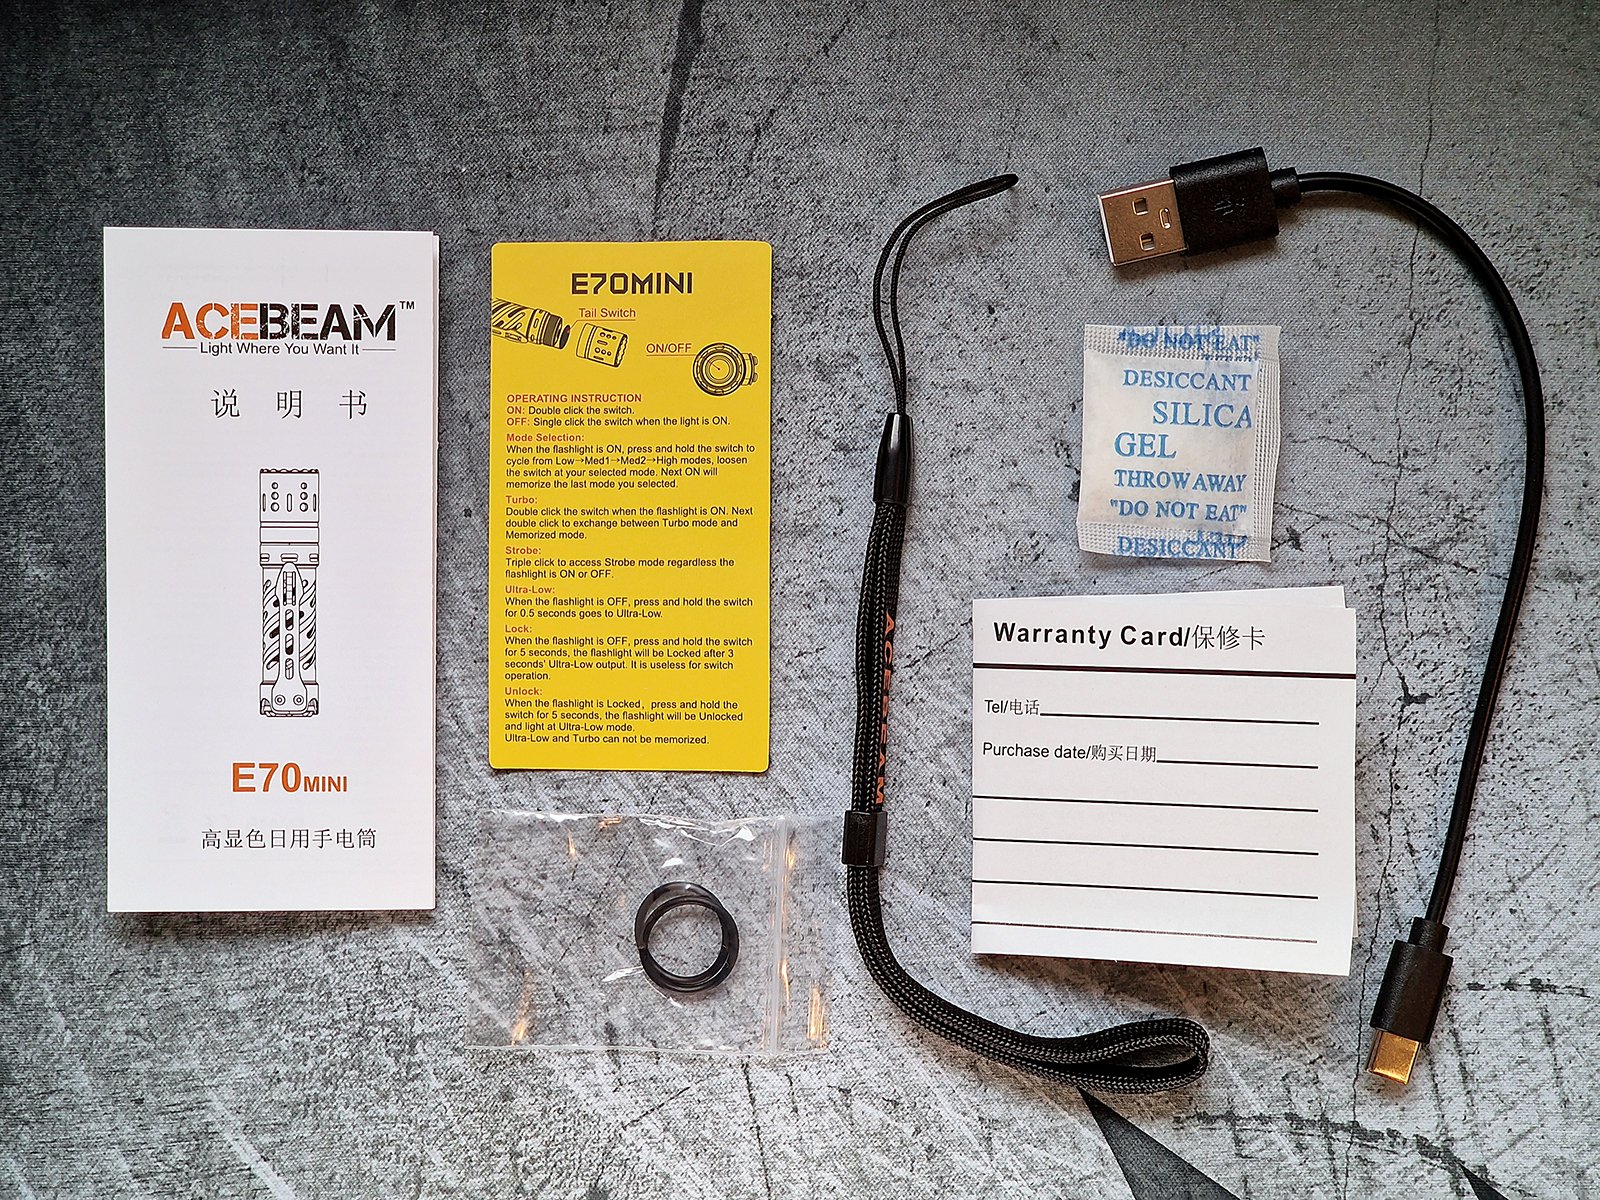 ACEBEAM™
Light Where You Want It
说 明 书
E70MINI
高显色日用手电筒
E70MINI
Tail Switch
ON/OFF
OPERATING INSTRUCTION
ON: Double click the switch.
OFF: Single click the switch when the light is ON.
Mode Selection:
When the flashlight is ON, press and hold the switch to
cycle from Low→Med1→Med2→High modes, loosen
the switch at your selected mode. Next ON will
memorize the last mode you selected.
Turbo:
Double click the switch when the flashlight is ON. Next
double click to exchange between Turbo mode and
Memorized mode.
Strobe:
Triple click to access Strobe mode regardless the
flashlight is ON or OFF.
Ultra-Low:
When the flashlight is OFF, press and hold the switch
for 0.5 seconds goes to Ultra-Low.
Lock:
When the flashlight is OFF, press and hold the switch
for 5 seconds, the flashlight will be Locked after 3
seconds' Ultra-Low output. It is useless for switch
operation.
Unlock:
When the flashlight is Locked, press and hold the
switch for 5 seconds, the flashlight will be Unlocked
and light at Ultra-Low mode.
Ultra-Low and Turbo can not be memorized.
ACEBEAM
"DO NOT EAT"
DESICCANT
SILICA
GEL
THROW AWAY
"DO NOT EAT"
DESICCANT
Warranty Card/保修卡
Tel/电话
Purchase date/购买日期